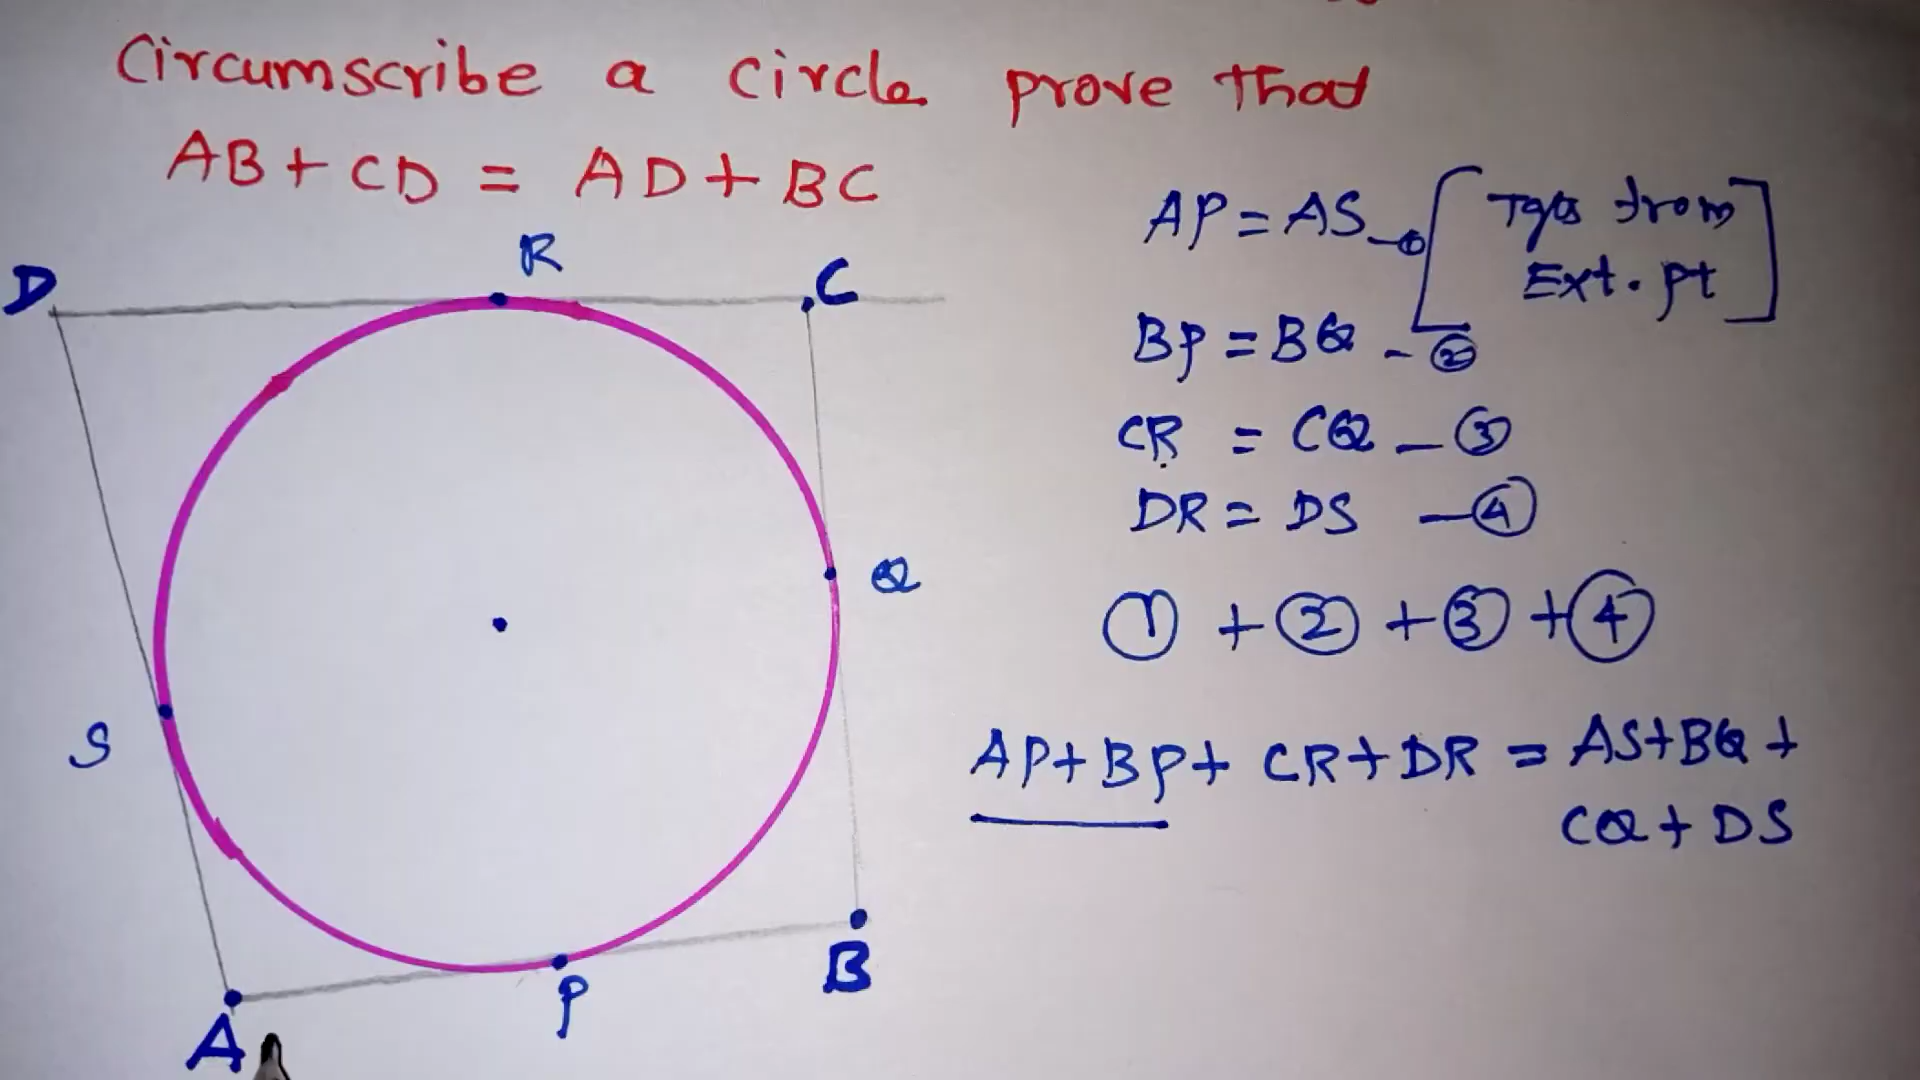 Circumscribe a circle prove that
AB + CD = AD + BC
R
D
C
Q
S
P
B
A
AP = AS - ① [Tgts from
Ext. pt]
BP = BQ - ②
CR = CQ - ③
DR = DS - ④
① + ② + ③ + ④
AP + BP + CR + DR = AS + BQ +
CQ + DS